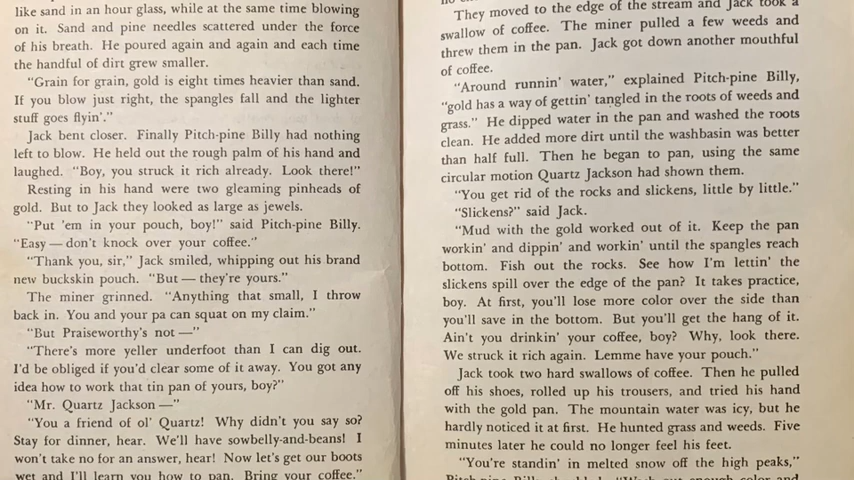 like sand in an hour glass, while at the same time blowing
on it. Sand and pine needles scattered under the force
of his breath. He poured again and again and each time
the handful of dirt grew smaller.
"Grain for grain, gold is eight times heavier than sand.
If you blow just right, the spangles fall and the lighter
stuff goes flyin'."
Jack bent closer. Finally Pitch-pine Billy had nothing
left to blow. He held out the rough palm of his hand and
laughed. "Boy, you struck it rich already. Look there!"
Resting in his hand were two gleaming pinheads of
gold. But to Jack they looked as large as jewels.
"Put 'em in your pouch, boy!" said Pitch-pine Billy.
"Easy — don't knock over your coffee."
"Thank you, sir," Jack smiled, whipping out his brand
new buckskin pouch. "But — they're yours."
The miner grinned. "Anything that small, I throw
back in. You and your pa can squat on my claim."
"But Praiseworthy's not —"
"There's more yeller underfoot than I can dig out.
I'd be obliged if you'd clear some of it away. You got any
idea how to work that tin pan of yours, boy?"
"Mr. Quartz Jackson —"
"You a friend of ol' Quartz! Why didn't you say so?
Stay for dinner, hear. We'll have sowbelly-and-beans! I
won't take no for an answer, hear! Now let's get our boots
wet and I'll learn you how to pan. Bring your coffee."
They moved to the edge of the stream and Jack took a
swallow of coffee. The miner pulled a few weeds and
threw them in the pan. Jack got down another mouthful
of coffee.
"Around runnin' water," explained Pitch-pine Billy,
"gold has a way of gettin' tangled in the roots of weeds and
grass." He dipped water in the pan and washed the roots
clean. He added more dirt until the washbasin was better
than half full. Then he began to pan, using the same
circular motion Quartz Jackson had shown them.
"You get rid of the rocks and slickens, little by little."
"Slickens?" said Jack.
"Mud with the gold worked out of it. Keep the pan
workin' and dippin' and workin' until the spangles reach
bottom. Fish out the rocks. See how I'm lettin' the
slickens spill over the edge of the pan? It takes practice,
boy. At first, you'll lose more color over the side than
you'll save in the bottom. But you'll get the hang of it.
Ain't you drinkin' your coffee, boy? Why, look there.
We struck it rich again. Lemme have your pouch."
Jack took two hard swallows of coffee. Then he pulled
off his shoes, rolled up his trousers, and tried his hand
with the gold pan. The mountain water was icy, but he
hardly noticed it at first. He hunted grass and weeds. Five
minutes later he could no longer feel his feet.
"You're standin' in melted snow off the high peaks,"